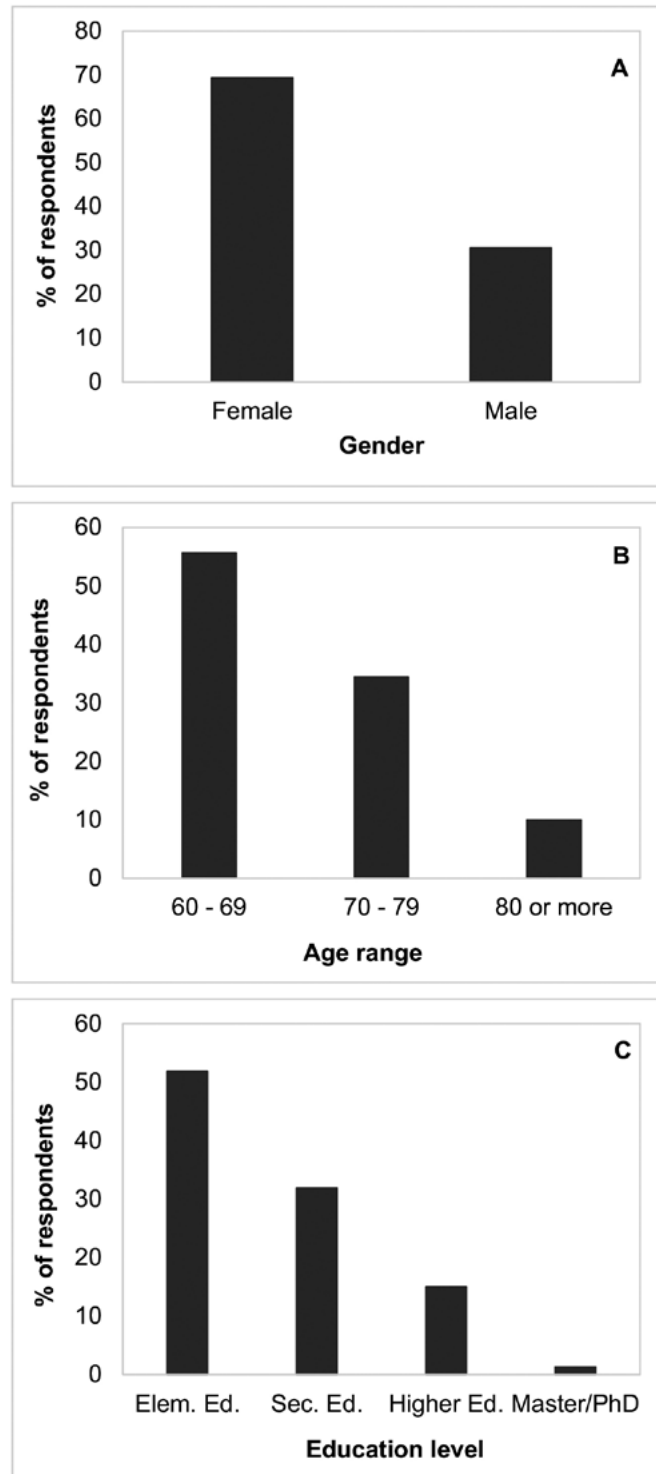 A
% of respondents
80
70
60
50
40
30
20
10
0
Female Male
Gender
B
% of respondents
60
50
40
30
20
10
0
60 - 69 70 - 79 80 or more
Age range
C
% of respondents
60
50
40
30
20
10
0
Elem. Ed. Sec. Ed. Higher Ed. Master/PhD
Education level